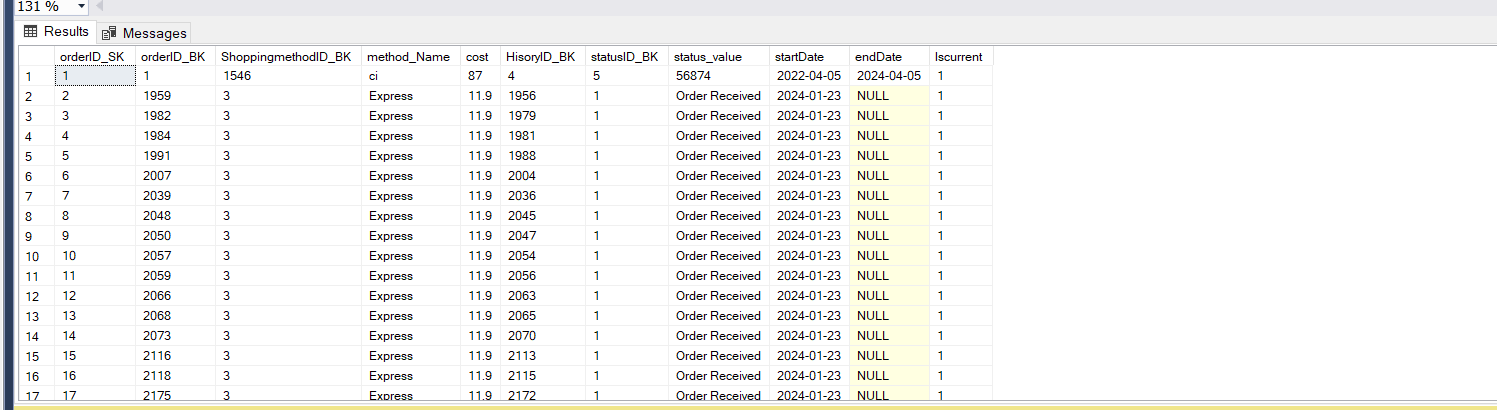 131 %
Results Messages
orderID_SK orderID_BK ShoppingmethodID_BK method_Name cost HisoryID_BK statusID_BK status_value startDate endDate Iscurrent
1 1 1 1546 ci 87 4 5 56874 2022-04-05 2024-04-05 1
2 2 1959 3 Express 11.9 1956 1 Order Received 2024-01-23 NULL 1
3 3 1982 3 Express 11.9 1979 1 Order Received 2024-01-23 NULL 1
4 4 1984 3 Express 11.9 1981 1 Order Received 2024-01-23 NULL 1
5 5 1991 3 Express 11.9 1988 1 Order Received 2024-01-23 NULL 1
6 6 2007 3 Express 11.9 2004 1 Order Received 2024-01-23 NULL 1
7 7 2039 3 Express 11.9 2036 1 Order Received 2024-01-23 NULL 1
8 8 2048 3 Express 11.9 2045 1 Order Received 2024-01-23 NULL 1
9 9 2050 3 Express 11.9 2047 1 Order Received 2024-01-23 NULL 1
10 10 2057 3 Express 11.9 2054 1 Order Received 2024-01-23 NULL 1
11 11 2059 3 Express 11.9 2056 1 Order Received 2024-01-23 NULL 1
12 12 2066 3 Express 11.9 2063 1 Order Received 2024-01-23 NULL 1
13 13 2068 3 Express 11.9 2065 1 Order Received 2024-01-23 NULL 1
14 14 2073 3 Express 11.9 2070 1 Order Received 2024-01-23 NULL 1
15 15 2116 3 Express 11.9 2113 1 Order Received 2024-01-23 NULL 1
16 16 2118 3 Express 11.9 2115 1 Order Received 2024-01-23 NULL 1
17 17 2175 3 Express 11.9 2172 1 Order Received 2024-01-23 NULL 1